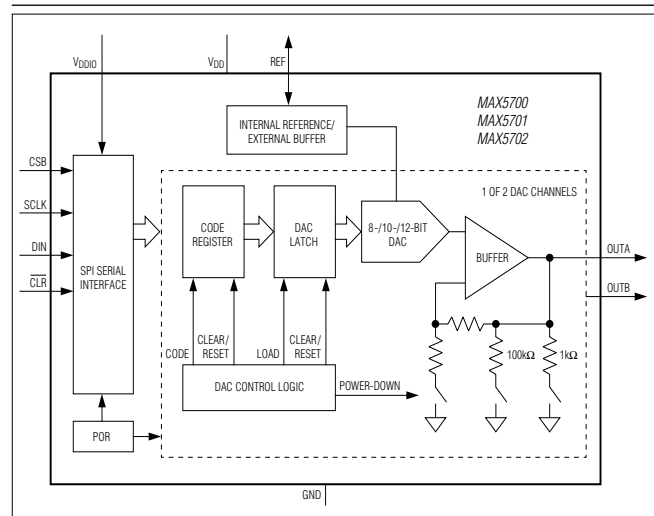 VDDIO
VDD
REF
MAX5700
MAX5701
MAX5702
INTERNAL REFERENCE/
EXTERNAL BUFFER
1 OF 2 DAC CHANNELS
CSB
SCLK
DIN
CLR
SPI SERIAL
INTERFACE
CODE
REGISTER
DAC
LATCH
8-/10-/12-BIT
DAC
BUFFER
OUTA
OUTB
CODE
CLEAR/
RESET
LOAD
CLEAR/
RESET
100kΩ
1kΩ
DAC CONTROL LOGIC
POWER-DOWN
POR
GND